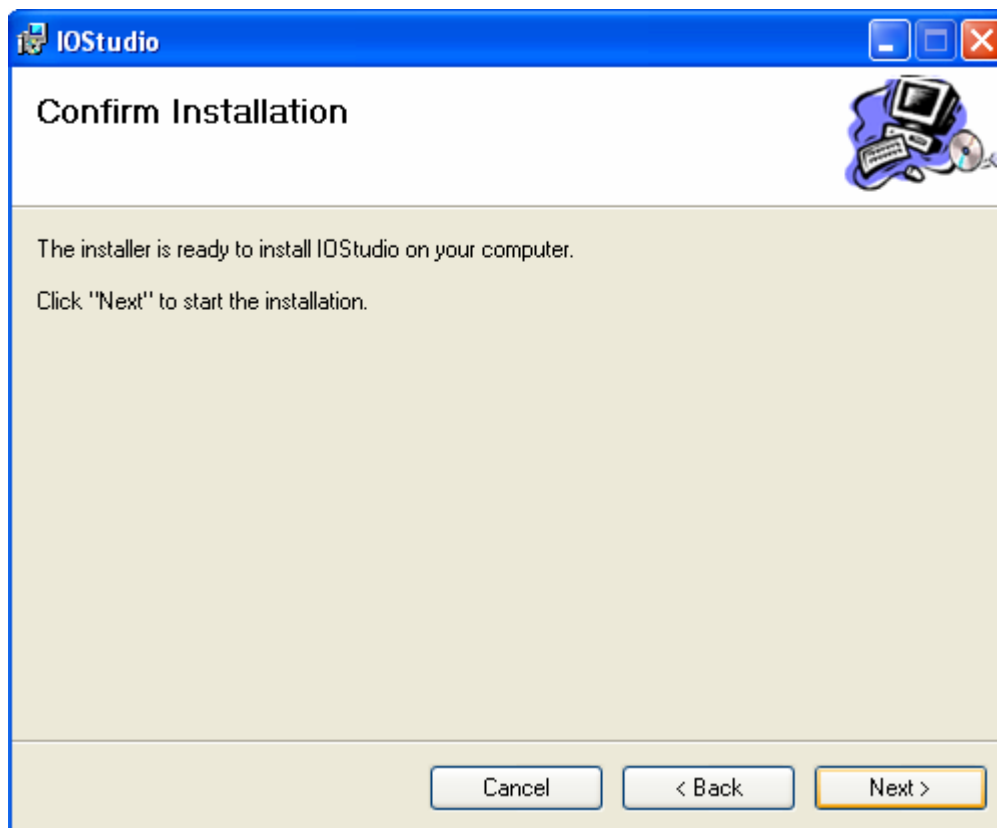 IOStudio
Confirm Installation
The installer is ready to install IOStudio on your computer.
Click "Next" to start the installation.
Cancel
< Back
Next >